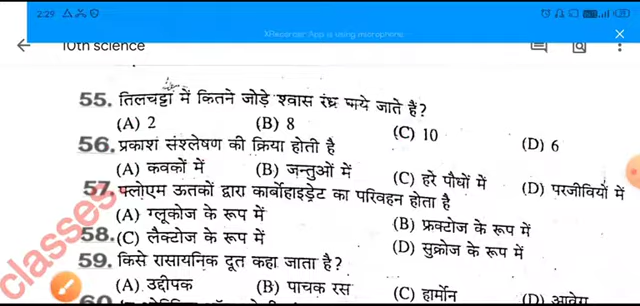 2:29
XRecorder App is using microphone
10th science
55. तिलचट्टा में कितने जोड़े श्वास रंध्र पाये जाते हैं?
(A) 2 (B) 8 (C) 10 (D) 6
56. प्रकाश संश्लेषण की क्रिया होती है
(A) कवकों में (B) जन्तुओं में (C) हरे पौधों में (D) परजीवियों में
57. फ्लोएम ऊतकों द्वारा कार्बोहाइड्रेट का परिवहन होता है
(A) ग्लूकोज के रूप में (B) फ्रक्टोज के रूप में
58. (C) लैक्टोज के रूप में (D) सुक्रोज के रूप में
59. किसे रासायनिक दूत कहा जाता है?
(A) उद्दीपक (B) पाचक रस (C) हार्मोन (D) आवेग
60.
classes